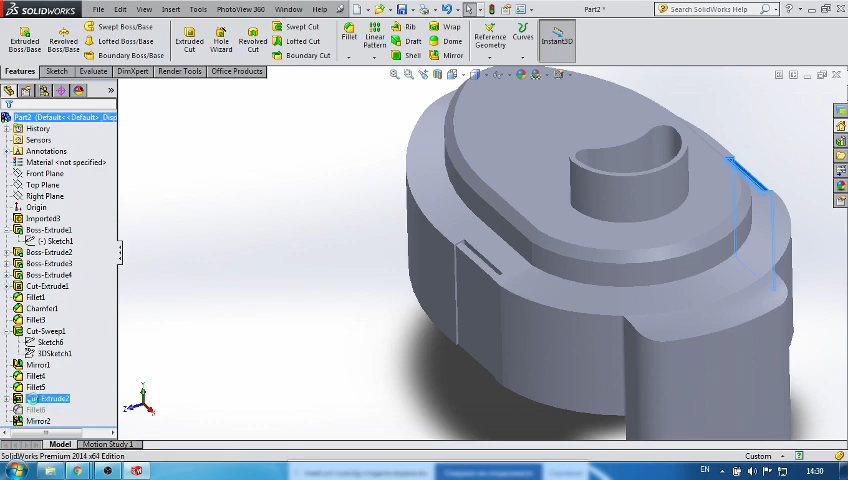 SOLIDWORKS File Edit View Insert Tools PhotoView 360 Window Help Part2 * Search SolidWorks Help
Extruded Boss/Base
Revolved Boss/Base
Swept Boss/Base
Lofted Boss/Base
Boundary Boss/Base
Extruded Cut
Hole Wizard
Revolved Cut
Swept Cut
Lofted Cut
Boundary Cut
Fillet
Linear Pattern
Rib
Draft
Shell
Wrap
Dome
Mirror
Reference Geometry
Curves
Instant3D
Features Sketch Evaluate DimXpert Render Tools Office Products
Part2 (Default<<Default>_Disp
History
Sensors
Annotations
Material <not specified>
Front Plane
Top Plane
Right Plane
Origin
Imported3
Boss-Extrude1
(-) Sketch1
Boss-Extrude2
Boss-Extrude3
Boss-Extrude4
Cut-Extrude1
Fillet1
Chamfer1
Fillet3
Cut-Sweep1
Sketch6
3DSketch1
Mirror1
Fillet4
Fillet5
Cut-Extrude2
Fillet6
Mirror2
Y
Z
X
Model Motion Study 1
SolidWorks Premium 2014 x64 Edition Custom
EN 14:30